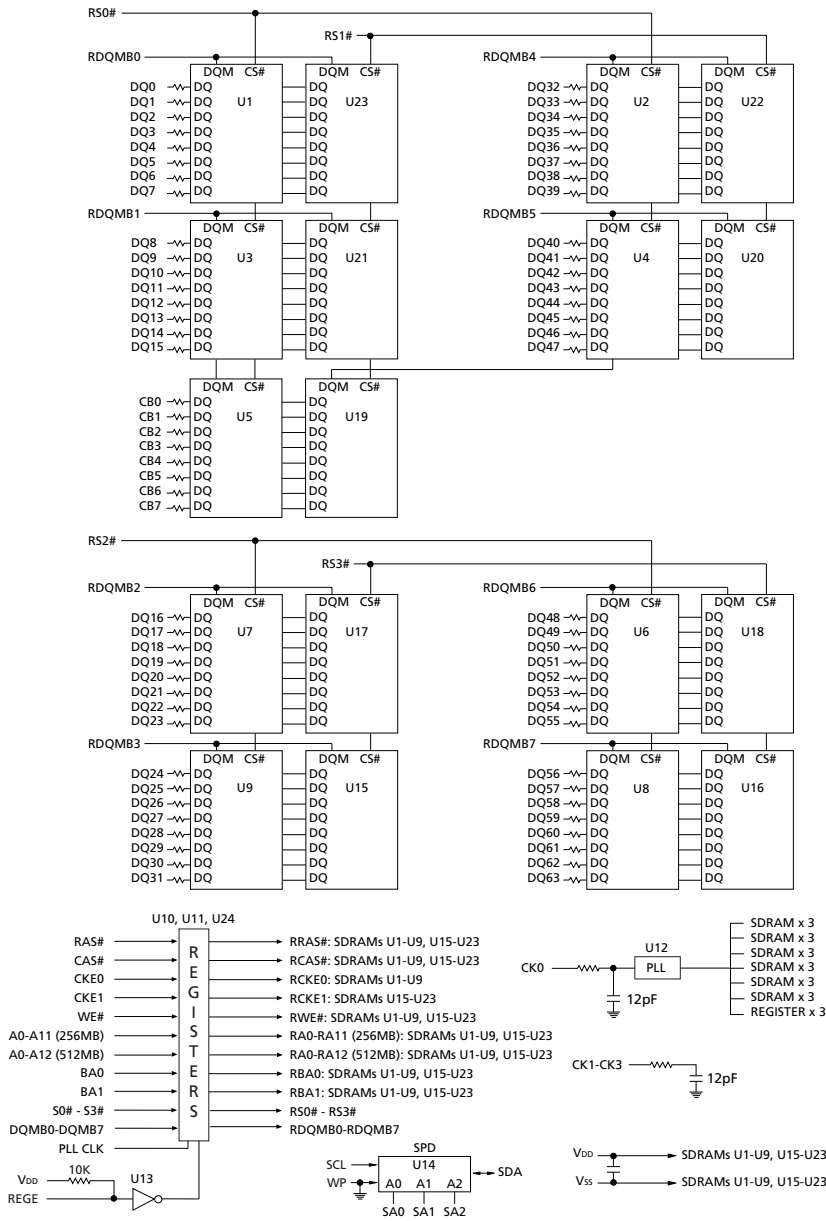 RS0#
RS1#
RDQMB0
RDQMB4
DQM CS#
DQM CS#
DQM CS#
DQM CS#
DQ0 DQ DQ DQ32 DQ DQ
DQ1 DQ U1 DQ U23 DQ33 DQ U2 DQ U22
DQ2 DQ DQ DQ34 DQ DQ
DQ3 DQ DQ DQ35 DQ DQ
DQ4 DQ DQ DQ36 DQ DQ
DQ5 DQ DQ DQ37 DQ DQ
DQ6 DQ DQ DQ38 DQ DQ
DQ7 DQ DQ DQ39 DQ DQ
RDQMB1
RDQMB5
DQM CS#
DQM CS#
DQM CS#
DQM CS#
DQ8 DQ DQ DQ40 DQ DQ
DQ9 DQ U3 DQ U21 DQ41 DQ U4 DQ U20
DQ10 DQ DQ DQ42 DQ DQ
DQ11 DQ DQ DQ43 DQ DQ
DQ12 DQ DQ DQ44 DQ DQ
DQ13 DQ DQ DQ45 DQ DQ
DQ14 DQ DQ DQ46 DQ DQ
DQ15 DQ DQ DQ47 DQ DQ
DQM CS#
DQM CS#
CB0 DQ DQ
CB1 DQ U5 DQ U19
CB2 DQ DQ
CB3 DQ DQ
CB4 DQ DQ
CB5 DQ DQ
CB6 DQ DQ
CB7 DQ DQ
RS2#
RS3#
RDQMB2
RDQMB6
DQM CS#
DQM CS#
DQM CS#
DQM CS#
DQ16 DQ DQ DQ48 DQ DQ
DQ17 DQ U7 DQ U17 DQ49 DQ U6 DQ U18
DQ18 DQ DQ DQ50 DQ DQ
DQ19 DQ DQ DQ51 DQ DQ
DQ20 DQ DQ DQ52 DQ DQ
DQ21 DQ DQ DQ53 DQ DQ
DQ22 DQ DQ DQ54 DQ DQ
DQ23 DQ DQ DQ55 DQ DQ
RDQMB3
RDQMB7
DQM CS#
DQM CS#
DQM CS#
DQM CS#
DQ24 DQ DQ DQ56 DQ DQ
DQ25 DQ U9 DQ U15 DQ57 DQ U8 DQ U16
DQ26 DQ DQ DQ58 DQ DQ
DQ27 DQ DQ DQ59 DQ DQ
DQ28 DQ DQ DQ60 DQ DQ
DQ29 DQ DQ DQ61 DQ DQ
DQ30 DQ DQ DQ62 DQ DQ
DQ31 DQ DQ DQ63 DQ DQ
U10, U11, U24
REGISTERS
RAS# RRAS#: SDRAMs U1-U9, U15-U23
CAS# RCAS#: SDRAMs U1-U9, U15-U23
CKE0 RCKE0: SDRAMs U1-U9
CKE1 RCKE1: SDRAMs U15-U23
WE# RWE#: SDRAMs U1-U9, U15-U23
A0-A11 (256MB) RA0-RA11 (256MB): SDRAMs U1-U9, U15-U23
A0-A12 (512MB) RA0-RA12 (512MB): SDRAMs U1-U9, U15-U23
BA0 RBA0: SDRAMs U1-U9, U15-U23
BA1 RBA1: SDRAMs U1-U9, U15-U23
S0# - S3# RS0# - RS3#
DQMB0-DQMB7 RDQMB0-RDQMB7
PLL CLK
VDD 10K
U13
REGE
SPD
U14
SCL
WP
SDA
A0 A1 A2
SA0 SA1 SA2
CK0
12pF
U12
PLL
SDRAM x 3
SDRAM x 3
SDRAM x 3
SDRAM x 3
SDRAM x 3
SDRAM x 3
REGISTER x 3
CK1-CK3
12pF
VDD SDRAMs U1-U9, U15-U23
VSS SDRAMs U1-U9, U15-U23